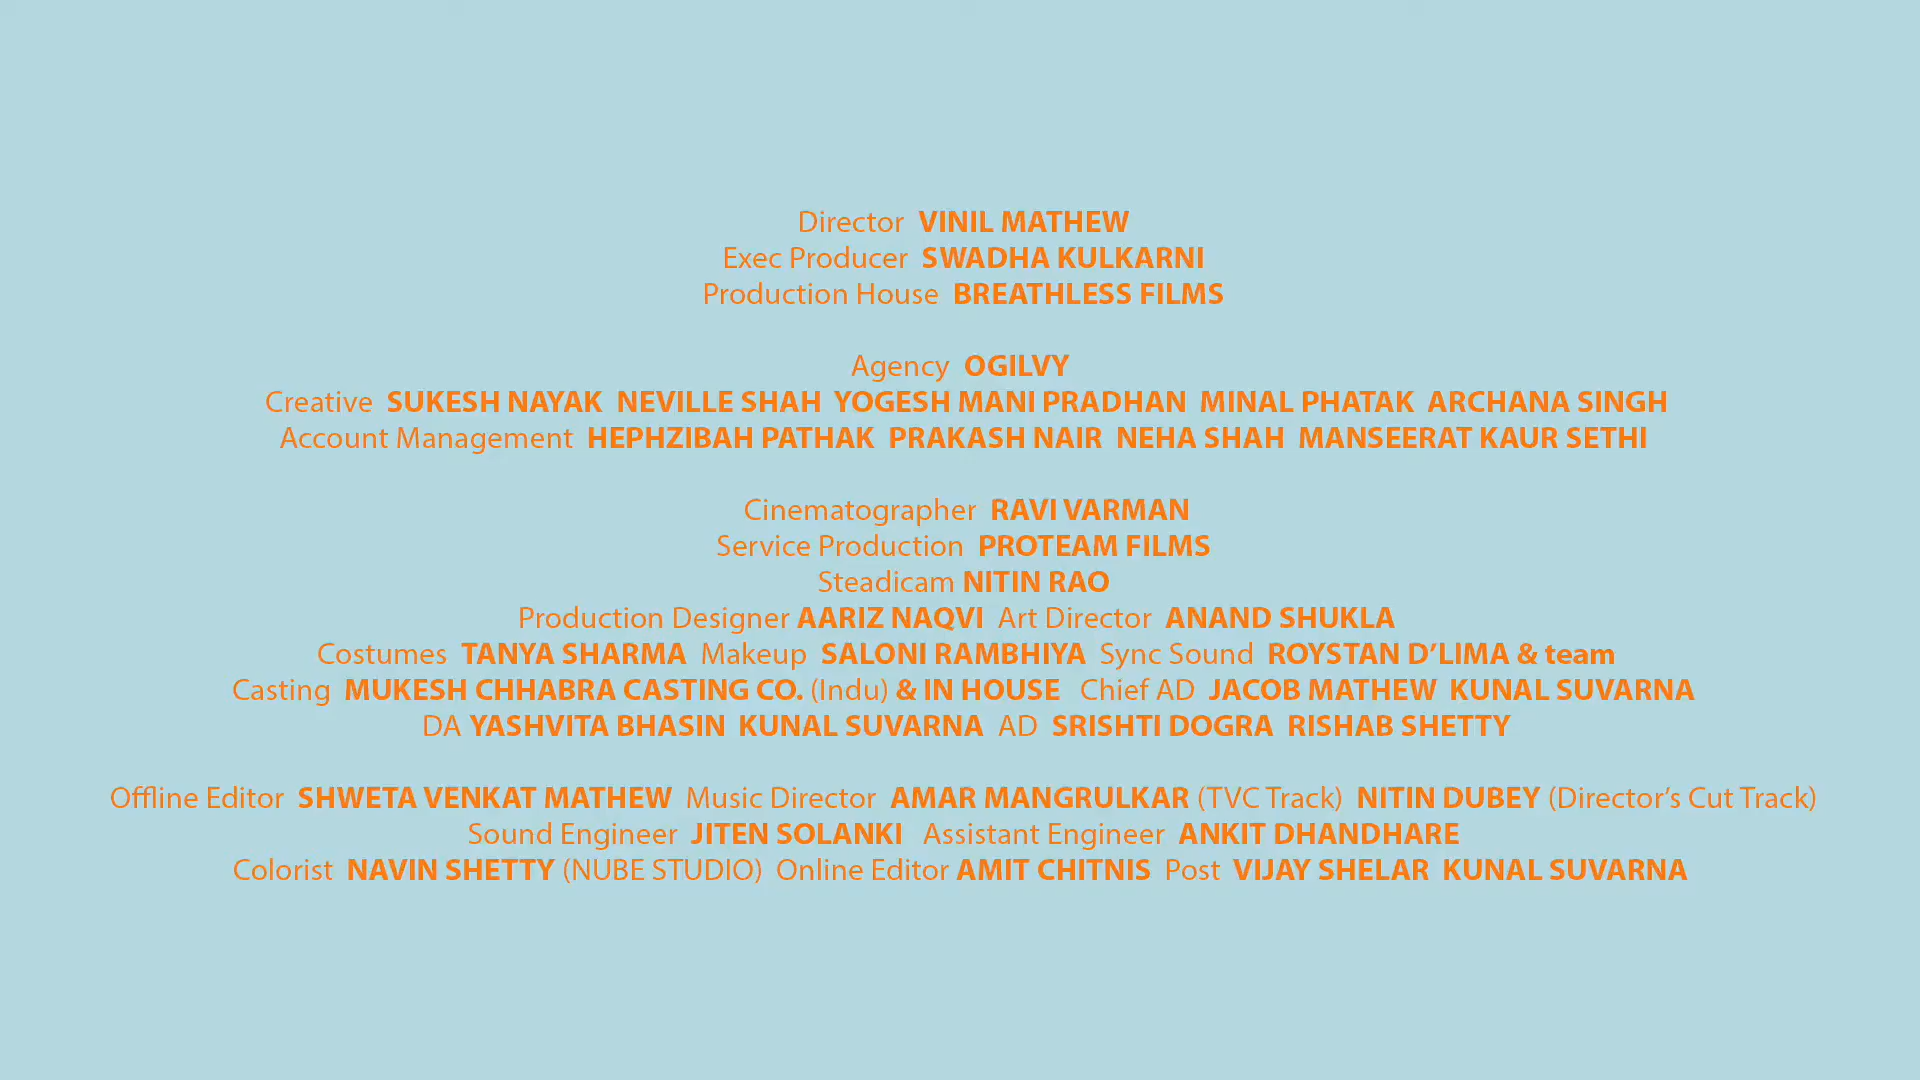 Director VINIL MATHEW
Exec Producer SWADHA KULKARNI
Production House BREATHLESS FILMS
Agency OGILVY
Creative SUKESH NAYAK NEVILLE SHAH YOGESH MANI PRADHAN MINAL PHATAK ARCHANA SINGH
Account Management HEPHZIBAH PATHAK PRAKASH NAIR NEHA SHAH MANSEERAT KAUR SETHI
Cinematographer RAVI VARMAN
Service Production PROTEAM FILMS
Steadicam NITIN RAO
Production Designer AARIZ NAQVI Art Director ANAND SHUKLA
Costumes TANYA SHARMA Makeup SALONI RAMBHIYA Sync Sound ROYSTAN D’LIMA & team
Casting MUKESH CHHABRA CASTING CO. (Indu) & IN HOUSE Chief AD JACOB MATHEW KUNAL SUVARNA
DA YASHVITA BHASIN KUNAL SUVARNA AD SRISHTI DOGRA RISHAB SHETTY
Offline Editor SHWETA VENKAT MATHEW Music Director AMAR MANGRULKAR (TVC Track) NITIN DUBEY (Director’s Cut Track)
Sound Engineer JITEN SOLANKI Assistant Engineer ANKIT DHANDHARE
Colorist NAVIN SHETTY (NUBE STUDIO) Online Editor AMIT CHITNIS Post VIJAY SHELAR KUNAL SUVARNA